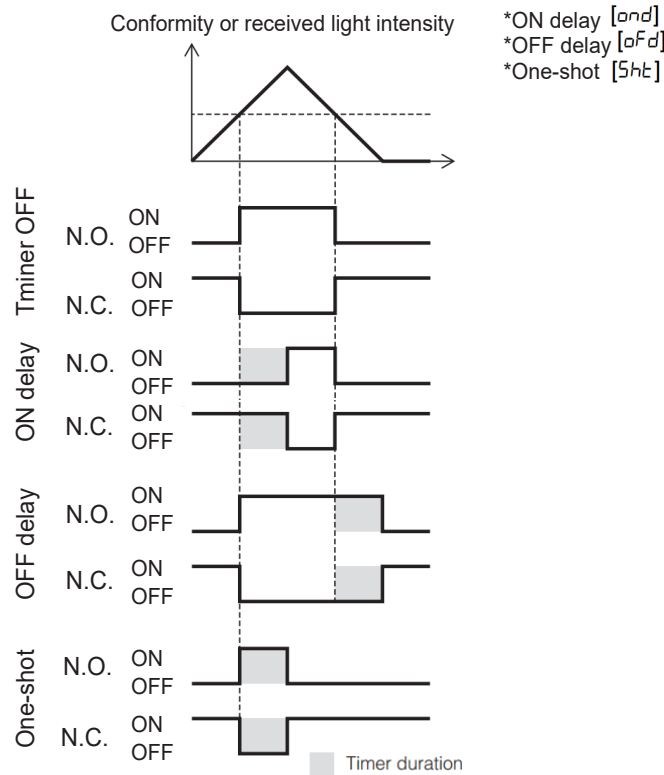 Conformity or received light intensity
*ON delay [ond]
*OFF delay [oFd]
*One-shot [Sht]
Tminer OFF
N.O. ON
OFF
N.C. ON
OFF
ON delay
N.O. ON
OFF
N.C. ON
OFF
OFF delay
N.O. ON
OFF
N.C. ON
OFF
One-shot
N.O. ON
OFF
N.C. ON
OFF
Timer duration